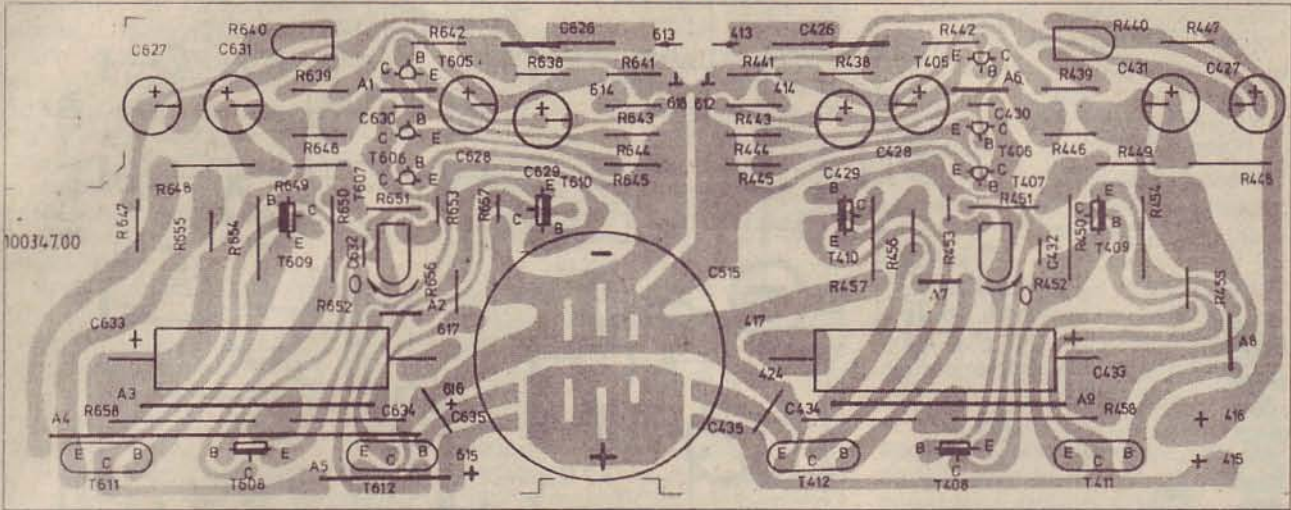 R640 R642 C626 613 413 C426 R442 R440 R447
C627 C631 T605 T405 C431 C427
C B E E C B
R639 A1 R638 R641 R441 R438 A6 R439
614 618 612 414
C630 R643 R443 C430
C B E E C B
R646 R644 R444 R446
T606 C628 C428 T406
C B E E C B
R648 R645 R445 R449 R448
C629 T610 C429 T407
R647 R655 R654 R649 R650 T607 R651 R653 R657
B C E C E B B C E R451 R454
100347.00
T609 C632 R656 T410 R456 R453 C432 R450 T409 C B E
R652 A2 - C515 R457 A7 R452 R455
C633 + 617 417 + A8
424 C433
A3 616 A9
A4 R658 C634 + C635 C435 C434 R458 + 416
E C B B C E A5 E C B 615 + + E C B B C E E C B + 415
T611 T608 T612 T412 T408 T411